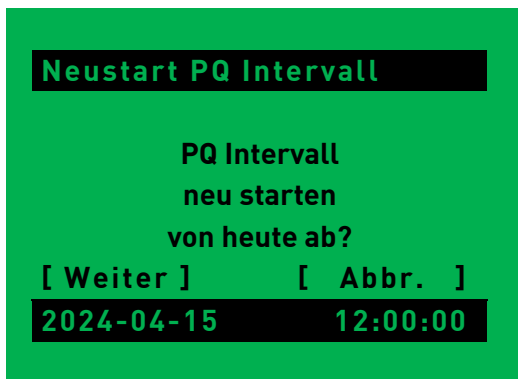 Neustart PQ Intervall
PQ Intervall
neu starten
von heute ab?
[ Weiter ] [ Abbr. ]
2024-04-15 12:00:00